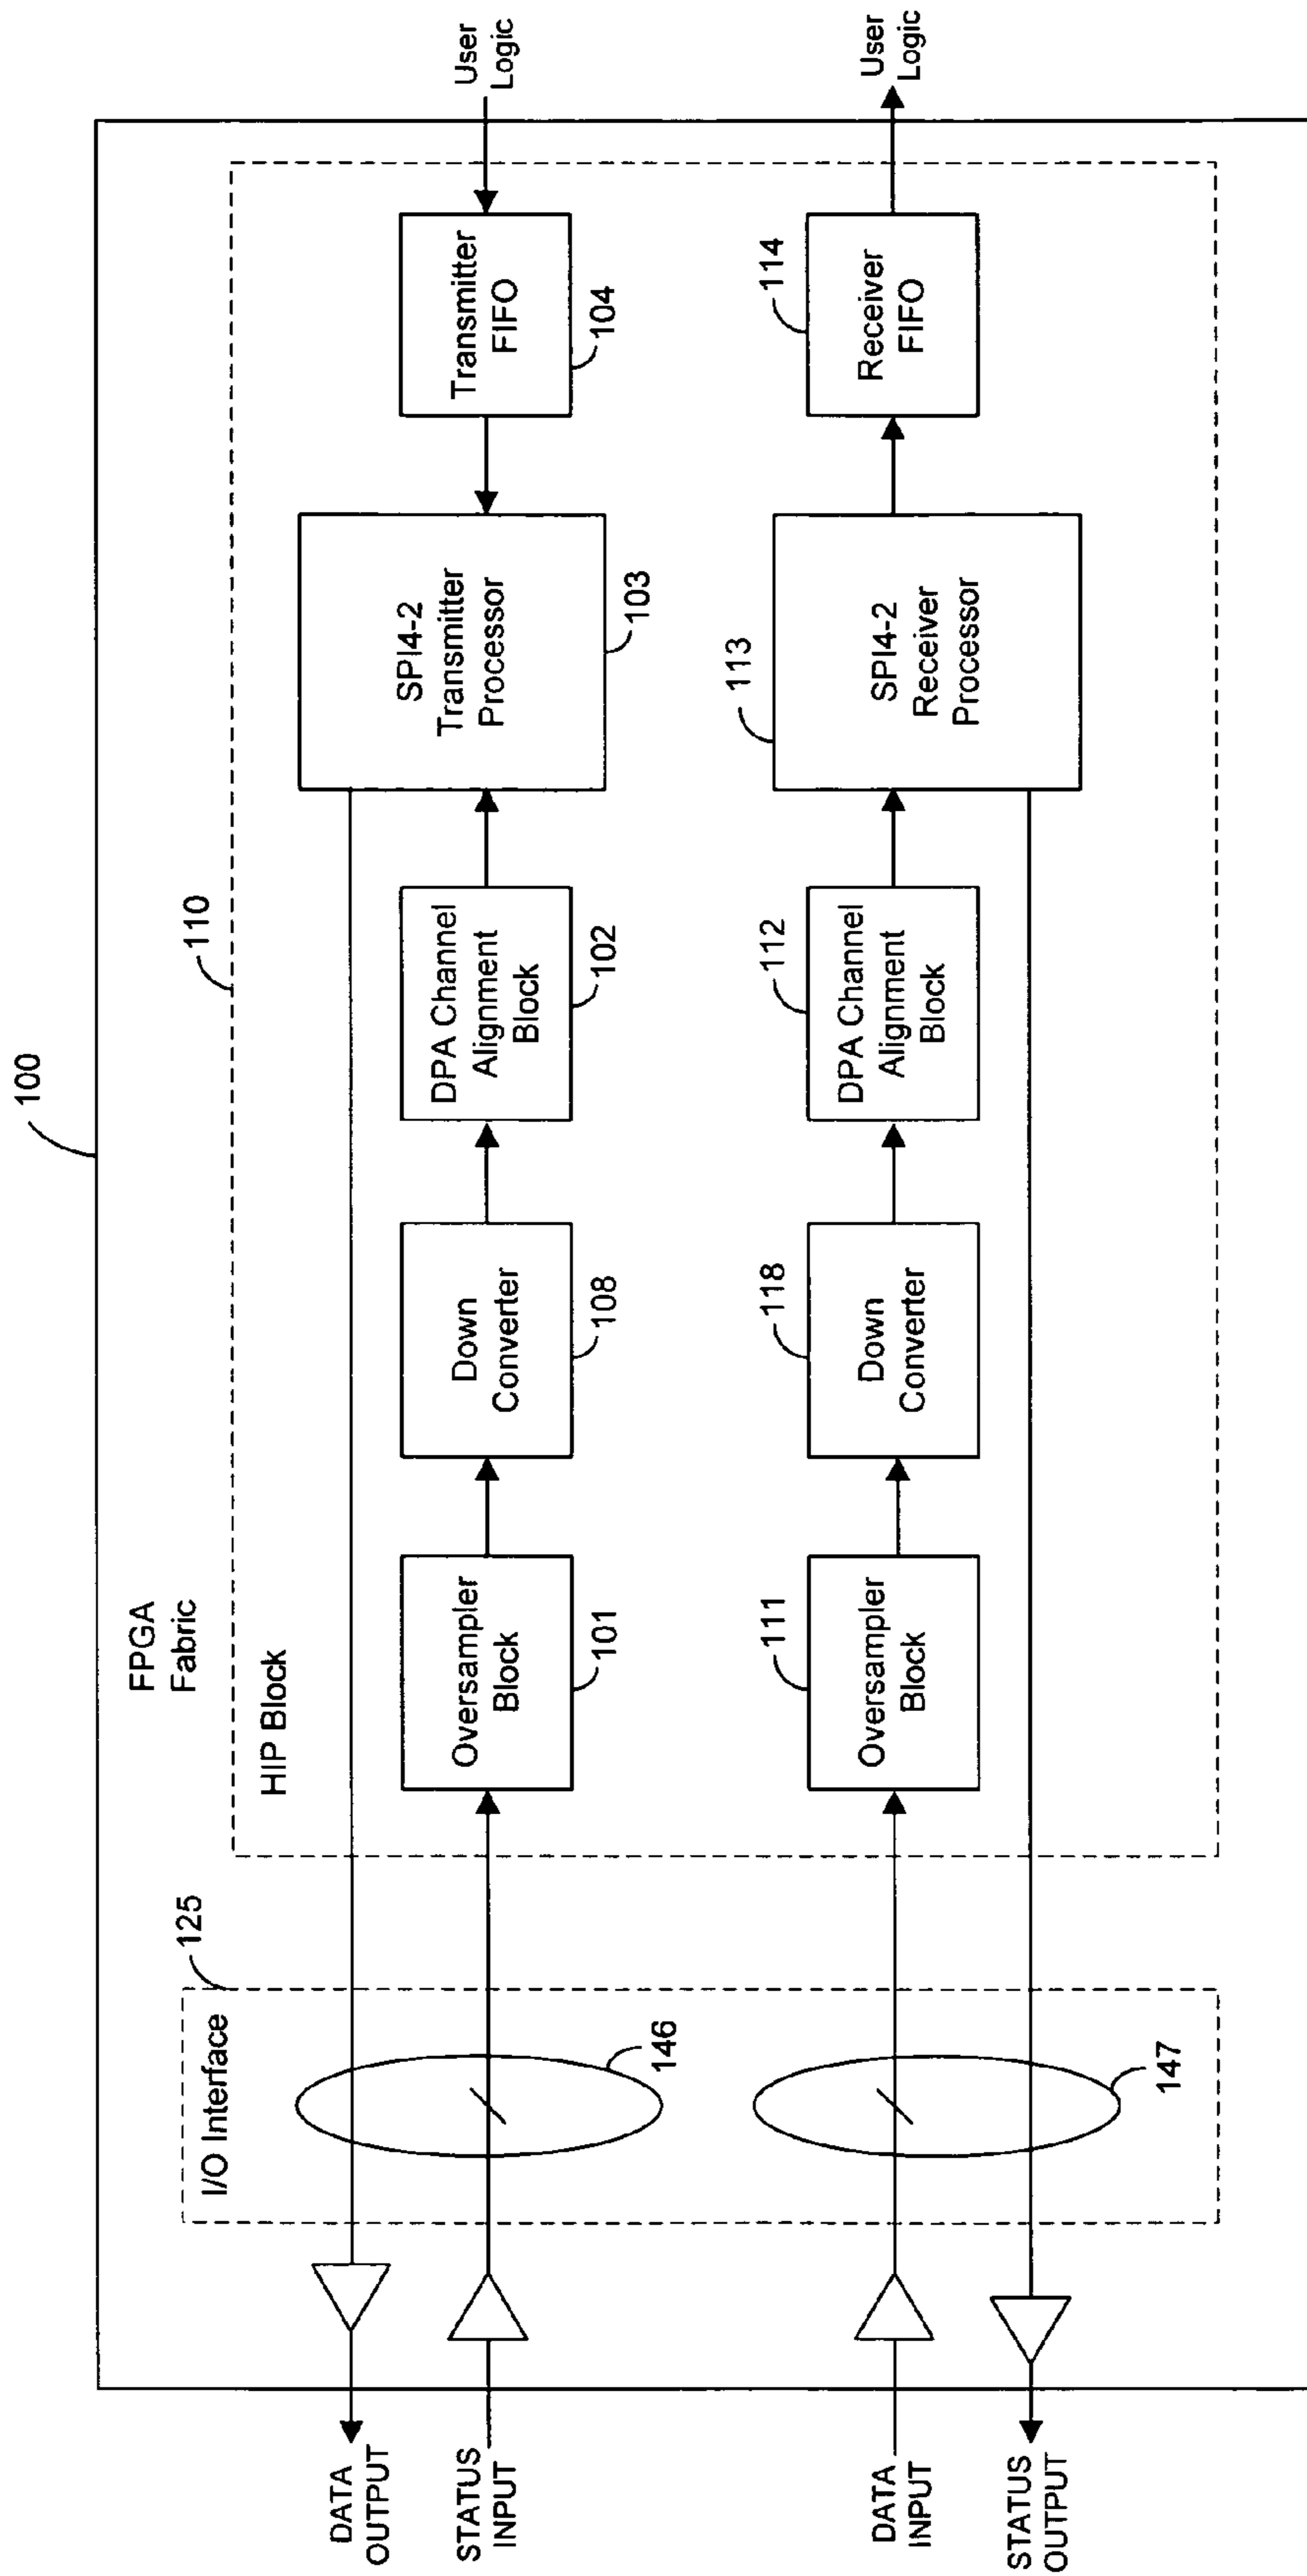 100
FPGA
Fabric
110
HIP Block
125
I/O Interface
DATA
OUTPUT
STATUS
INPUT
146
Oversampler
Block
101
Down
Converter
108
DPA Channel
Alignment
Block
102
SPI4-2
Transmitter
Processor
103
Transmitter
FIFO
104
User
Logic
DATA
INPUT
STATUS
OUTPUT
147
111
Oversampler
Block
118
Down
Converter
112
DPA Channel
Alignment
Block
113
SPI4-2
Receiver
Processor
114
Receiver
FIFO
User
Logic